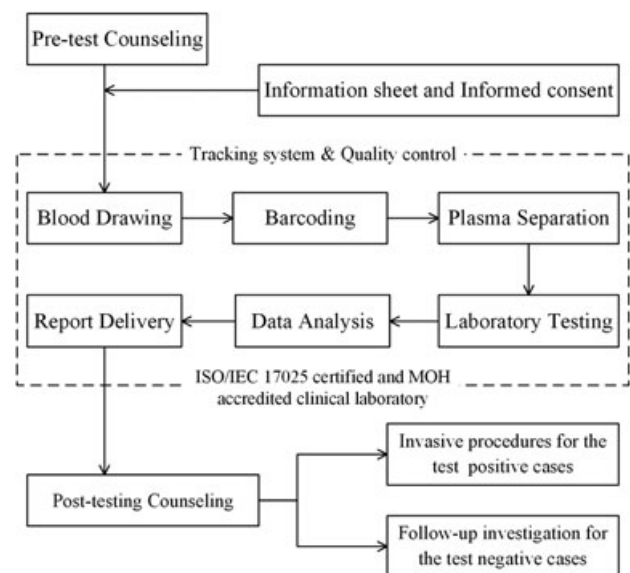 Pre-test Counseling
Information sheet and Informed consent
Tracking system & Quality control
Blood Drawing
Barcoding
Plasma Separation
Report Delivery
Data Analysis
Laboratory Testing
ISO/IEC 17025 certified and MOH
accredited clinical laboratory
Invasive procedures for the
test positive cases
Post-testing Counseling
Follow-up investigation for
the test negative cases